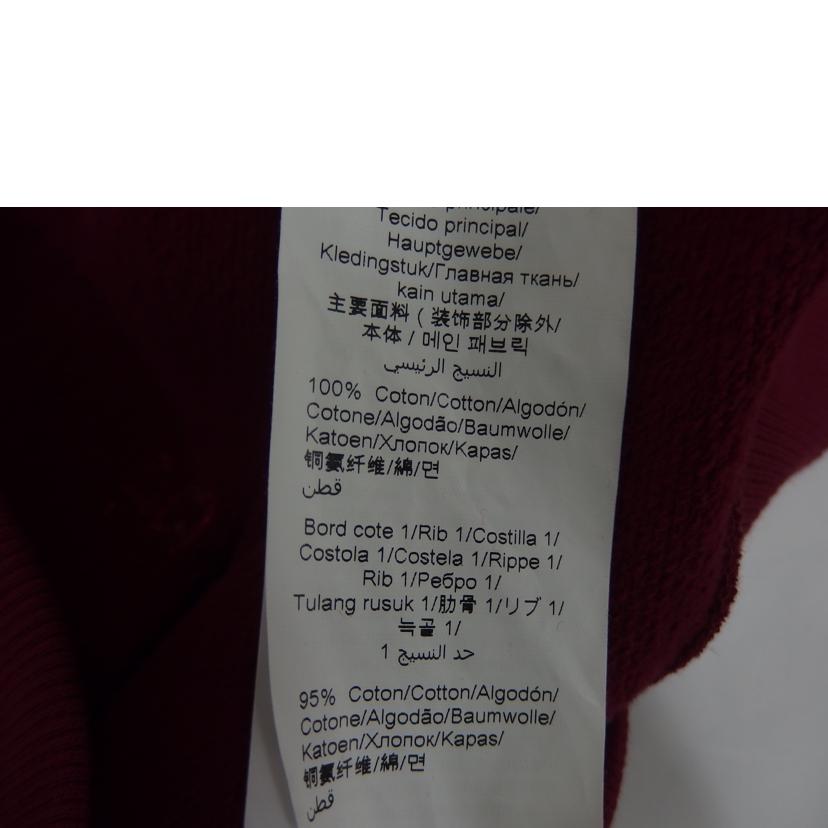 principale/
Tecido principal/
Hauptgewebe/
Kledingstuk/Главная ткань/
kain utama/
主要面料 ( 装饰部分除外/
本体 / 메인 패브릭
النسيج الرئيسي
100% Coton/Cotton/Algodón/
Cotone/Algodão/Baumwolle/
Katoen/Хлопок/Kapas/
铜氨纤维/綿/면
قطن
Bord cote 1/Rib 1/Costilla 1/
Costola 1/Costela 1/Rippe 1/
Rib 1/Ребро 1/
Tulang rusuk 1/肋骨 1/リブ 1/
늑골 1/
حد النسيج 1
95% Coton/Cotton/Algodón/
Cotone/Algodão/Baumwolle/
Katoen/Хлопок/Kapas/
铜氨纤维/綿/면
قطن